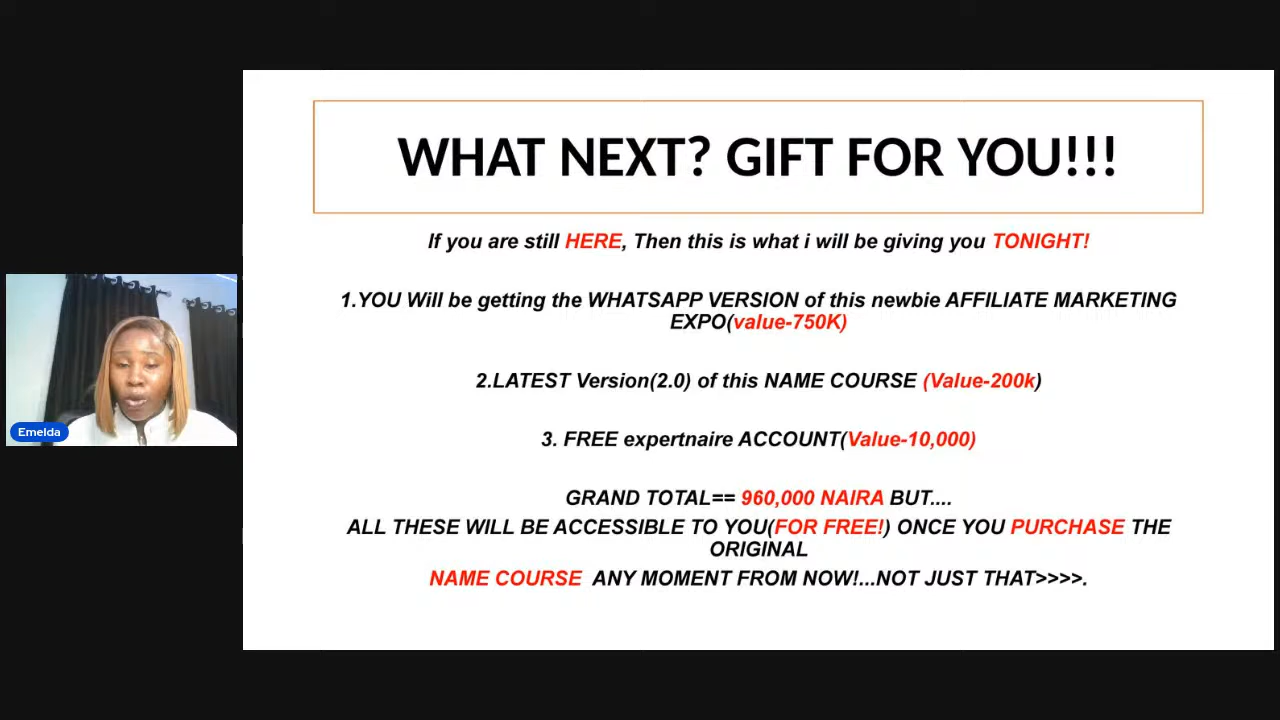 WHAT NEXT? GIFT FOR YOU!!!
If you are still HERE, Then this is what i will be giving you TONIGHT!
1.YOU Will be getting the WHATSAPP VERSION of this newbie AFFILIATE MARKETING
EXPO(value-750K)
2.LATEST Version(2.0) of this NAME COURSE (Value-200k)
3. FREE expertnaire ACCOUNT(Value-10,000)
GRAND TOTAL== 960,000 NAIRA BUT....
ALL THESE WILL BE ACCESSIBLE TO YOU(FOR FREE!) ONCE YOU PURCHASE THE
ORIGINAL
NAME COURSE ANY MOMENT FROM NOW!...NOT JUST THAT>>>>.
Emelda